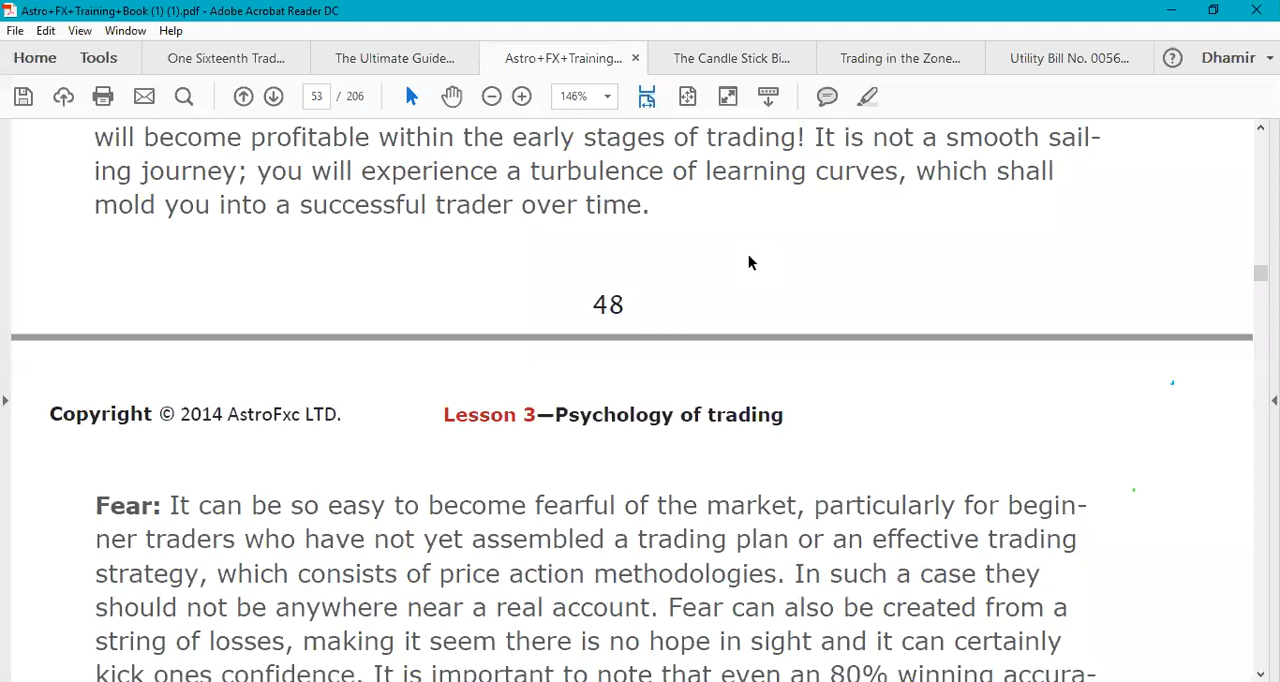 Astro+FX+Training+Book (1) (1).pdf - Adobe Acrobat Reader DC
File Edit View Window Help
Home Tools One Sixteenth Trad... The Ultimate Guide... Astro+FX+Training... × The Candle Stick Bi... Trading in the Zone... Utility Bill No. 0056... ? Dhamir
53 / 206 146%
will become profitable within the early stages of trading! It is not a smooth sail-
ing journey; you will experience a turbulence of learning curves, which shall
mold you into a successful trader over time.
48
Copyright © 2014 AstroFxc LTD. Lesson 3—Psychology of trading
Fear: It can be so easy to become fearful of the market, particularly for begin-
ner traders who have not yet assembled a trading plan or an effective trading
strategy, which consists of price action methodologies. In such a case they
should not be anywhere near a real account. Fear can also be created from a
string of losses, making it seem there is no hope in sight and it can certainly
kick ones confidence. It is important to note that even an 80% winning accura-